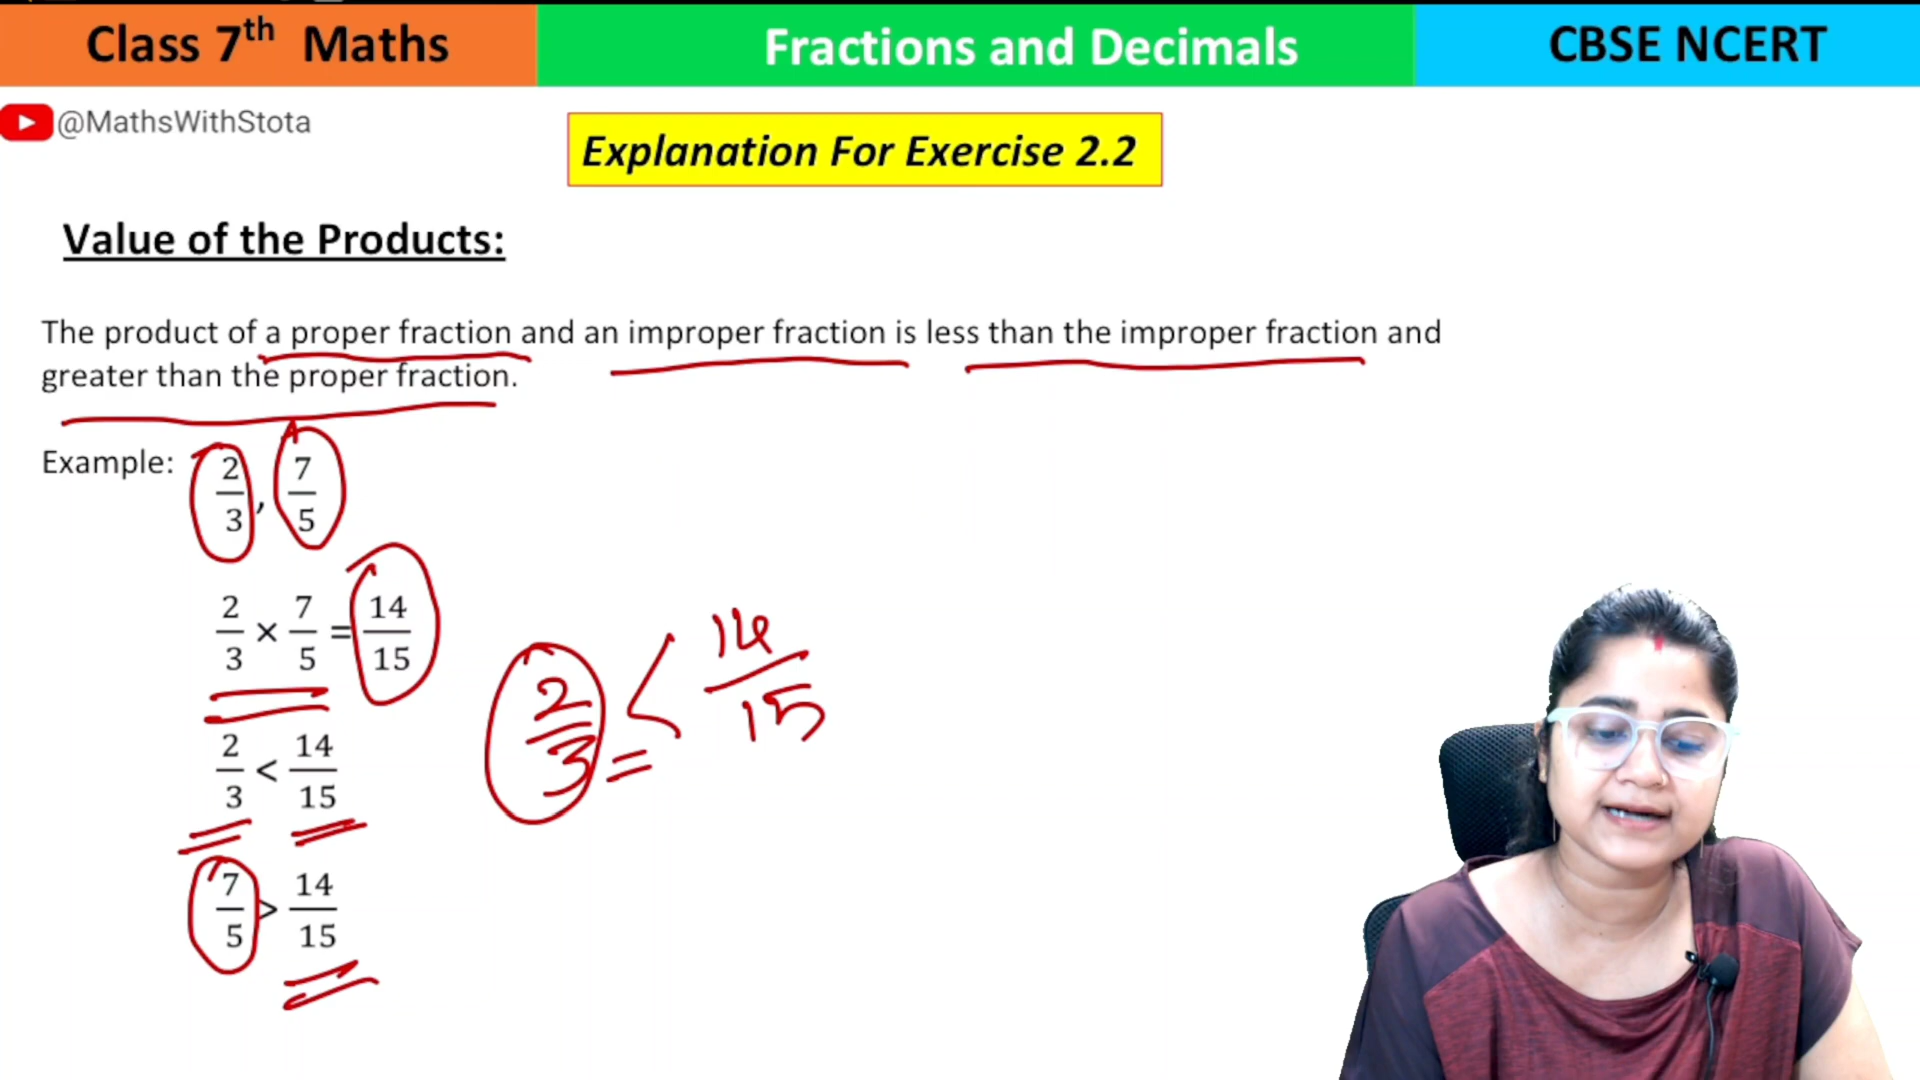 Class 7th Maths
Fractions and Decimals
CBSE NCERT
@MathsWithStota
Explanation For Exercise 2.2
Value of the Products:
The product of a proper fraction and an improper fraction is less than the improper fraction and
greater than the proper fraction.
Example: 2/3, 7/5
2/3 × 7/5 = 14/15
2/3 < 14/15
2/3 < 14/15
7/5 > 14/15